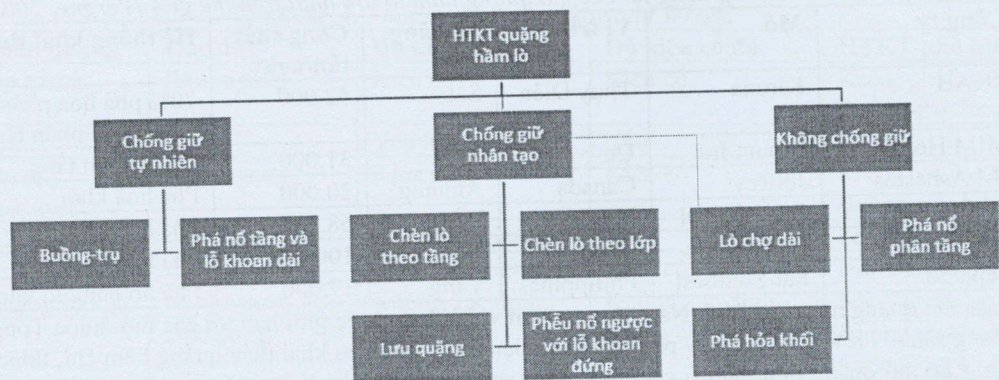 HTKT quặng
hầm lò
Chống giữ
tự nhiên
Chống giữ
nhân tạo
Không chống giữ
Buồng-trụ
Phá nổ tầng và
lỗ khoan dài
Chèn lò
theo tầng
Chèn lò theo lớp
Lò chợ dài
Phá nổ
phân tầng
Lưu quặng
Phễu nổ ngược
với lỗ khoan
đứng
Phá hỏa khối